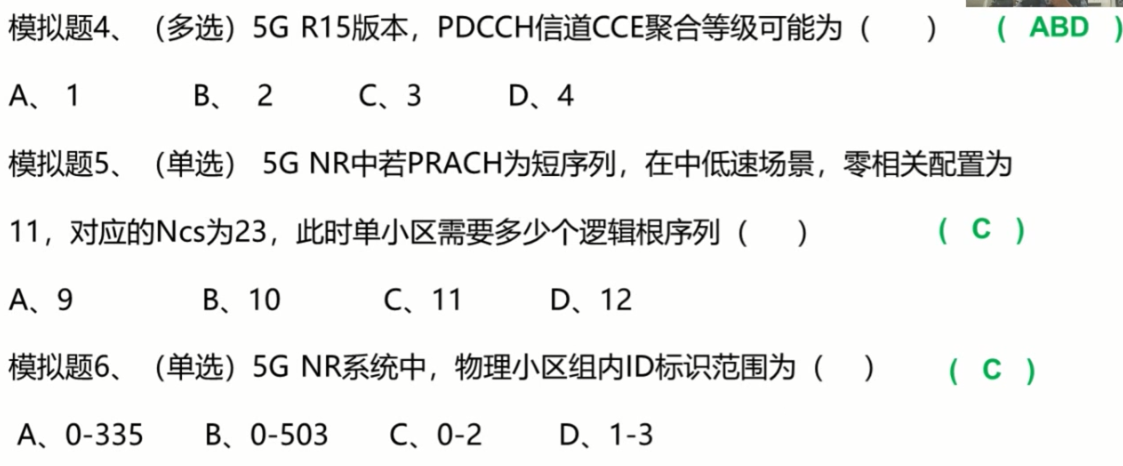 模拟题4、（多选）5G R15版本，PDCCH信道CCE聚合等级可能为（ ） （ ABD ）
A、 1 B、 2 C、3 D、4
模拟题5、（单选） 5G NR中若PRACH为短序列，在中低速场景，零相关配置为
11，对应的Ncs为23，此时单小区需要多少个逻辑根序列（ ） （ C ）
A、9 B、10 C、11 D、12
模拟题6、（单选）5G NR系统中，物理小区组内ID标识范围为（ ） （ C ）
A、0-335 B、0-503 C、0-2 D、1-3